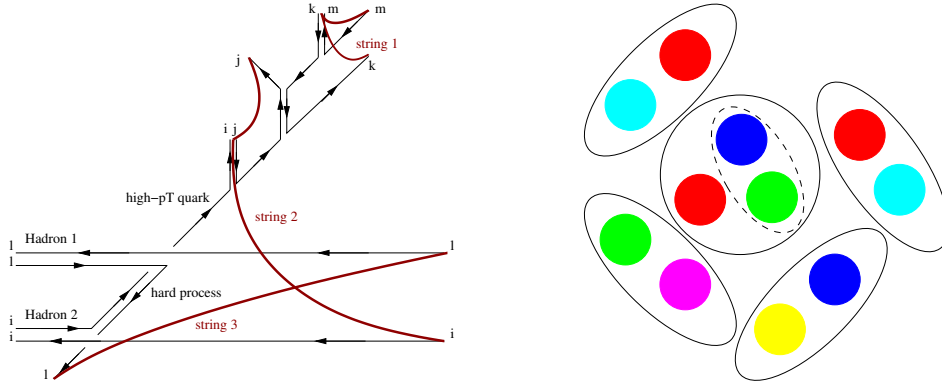 k m m
string 1
j k
i j
high−pT quark
string 2
l Hadron 1 l
l
hard process
Hadron 2
i
string 3
i i
l